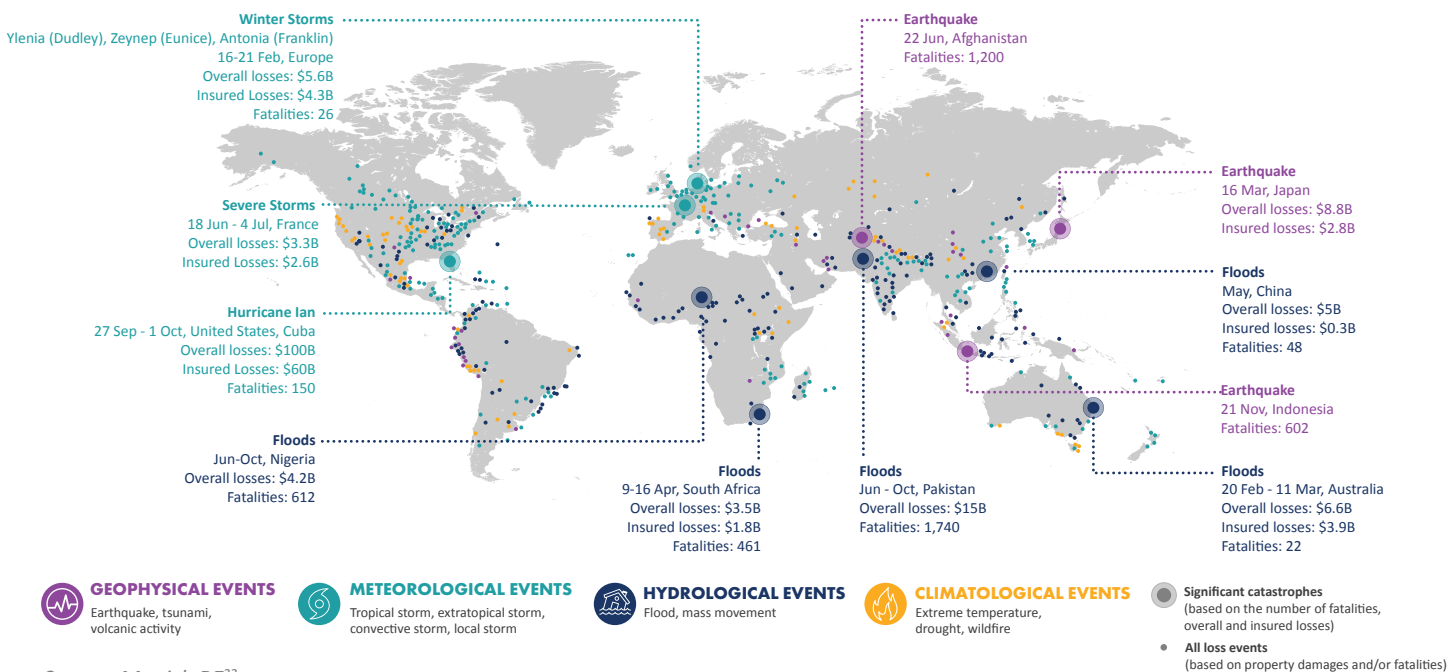 Winter Storms
Ylenia (Dudley), Zeynep (Eunice), Antonia (Franklin)
16-21 Feb, Europe
Overall losses: $5.6B
Insured Losses: $4.3B
Fatalities: 26
Earthquake
22 Jun, Afghanistan
Fatalities: 1,200
Severe Storms
18 Jun - 4 Jul, France
Overall losses: $3.3B
Insured Losses: $2.6B
Earthquake
16 Mar, Japan
Overall losses: $8.8B
Insured losses: $2.8B
Floods
May, China
Overall losses: $5B
Insured losses: $0.3B
Fatalities: 48
Hurricane Ian
27 Sep - 1 Oct, United States, Cuba
Overall losses: $100B
Insured Losses: $60B
Fatalities: 150
Earthquake
21 Nov, Indonesia
Fatalities: 602
Floods
Jun-Oct, Nigeria
Overall losses: $4.2B
Fatalities: 612
Floods
9-16 Apr, South Africa
Overall losses: $3.5B
Insured losses: $1.8B
Fatalities: 461
Floods
Jun - Oct, Pakistan
Overall losses: $15B
Fatalities: 1,740
Floods
20 Feb - 11 Mar, Australia
Overall losses: $6.6B
Insured losses: $3.9B
Fatalities: 22
GEOPHYSICAL EVENTS
Earthquake, tsunami,
volcanic activity
METEOROLOGICAL EVENTS
Tropical storm, extratopical storm,
convective storm, local storm
HYDROLOGICAL EVENTS
Flood, mass movement
CLIMATOLOGICAL EVENTS
Extreme temperature,
drought, wildfire
Significant catastrophes
(based on the number of fatalities,
overall and insured losses)
All loss events
(based on property damages and/or fatalities)